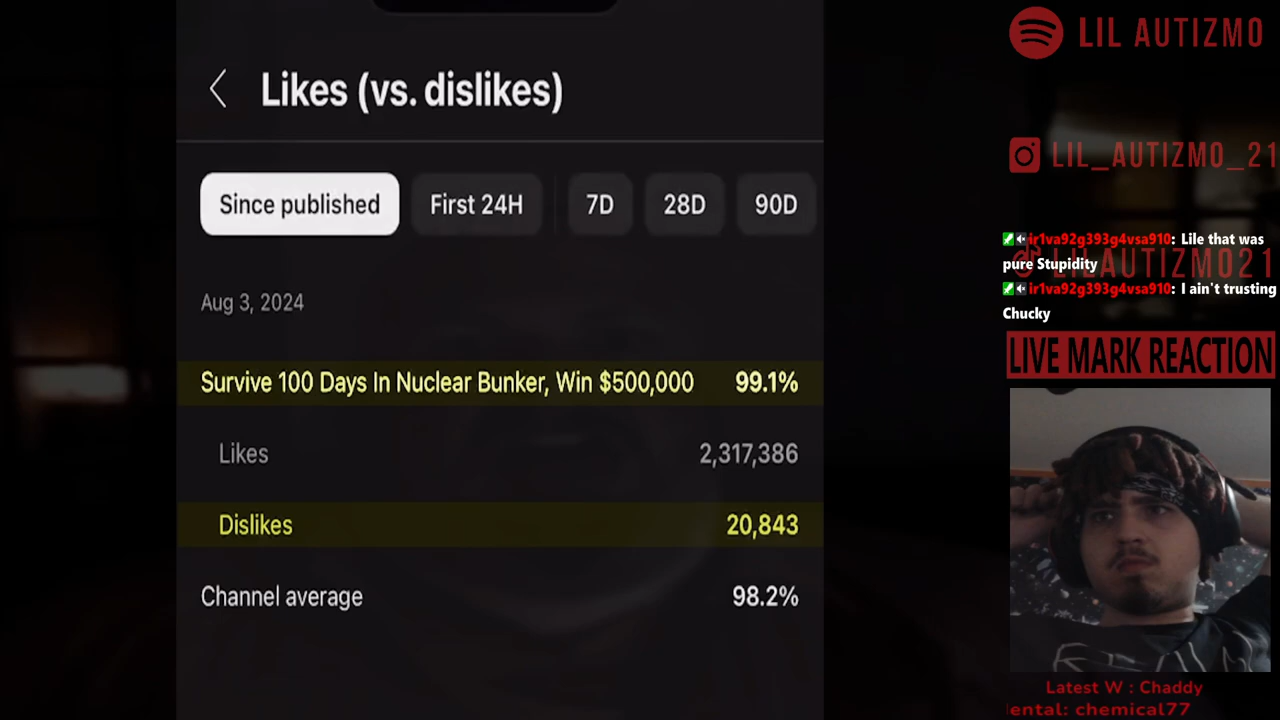 Likes (vs. dislikes)
Since published
First 24H
7D
28D
90D
Aug 3, 2024
Survive 100 Days In Nuclear Bunker, Win $500,000 99.1%
Likes 2,317,386
Dislikes 20,843
Channel average 98.2%
LIL AUTIZMO
LIL_AUTIZMO_21
ir1va92g393g4vsa910: Lile that was
pure Stupidity
LILAUTIZMO21
ir1va92g393g4vsa910: I ain't trusting
Chucky
LIVE MARK REACTION
Latest W : Chaddy
ental: chemical77